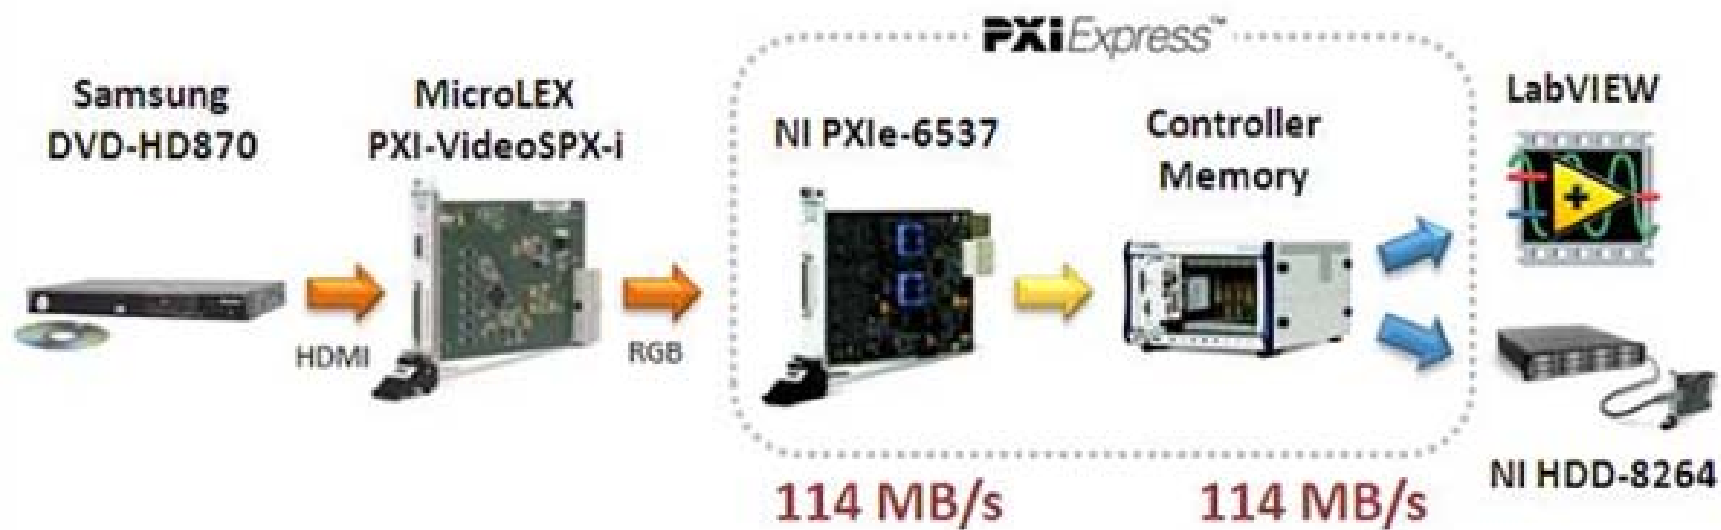 PXI Express™
Samsung
DVD-HD870
MicroLEX
PXI-VideoSPX-i
NI PXIe-6537
Controller
Memory
LabVIEW
HDMI
RGB
NI HDD-8264
114 MB/s
114 MB/s